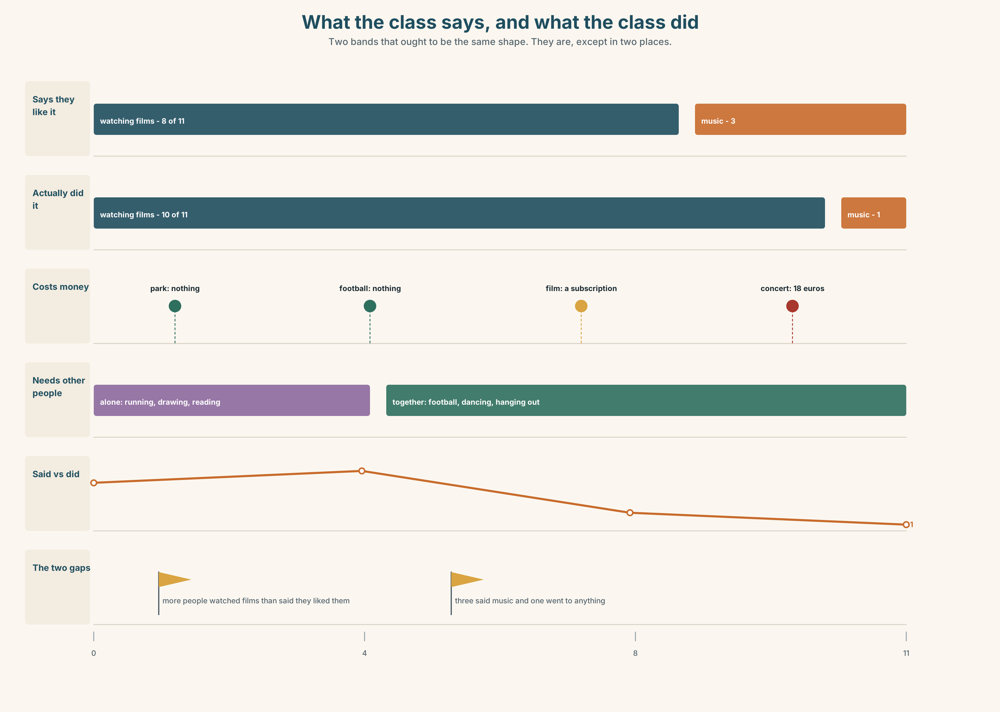 What the class says, and what the class did
Two bands that ought to be the same shape. They are, except in two places.
Says they
like it
watching films - 8 of 11
music - 3
Actually did
it
watching films - 10 of 11
music - 1
Costs money
park: nothing
football: nothing
film: a subscription
concert: 18 euros
Needs other
people
alone: running, drawing, reading
together: football, dancing, hanging out
Said vs did
1
The two gaps
more people watched films than said they liked them
three said music and one went to anything
0
4
8
11